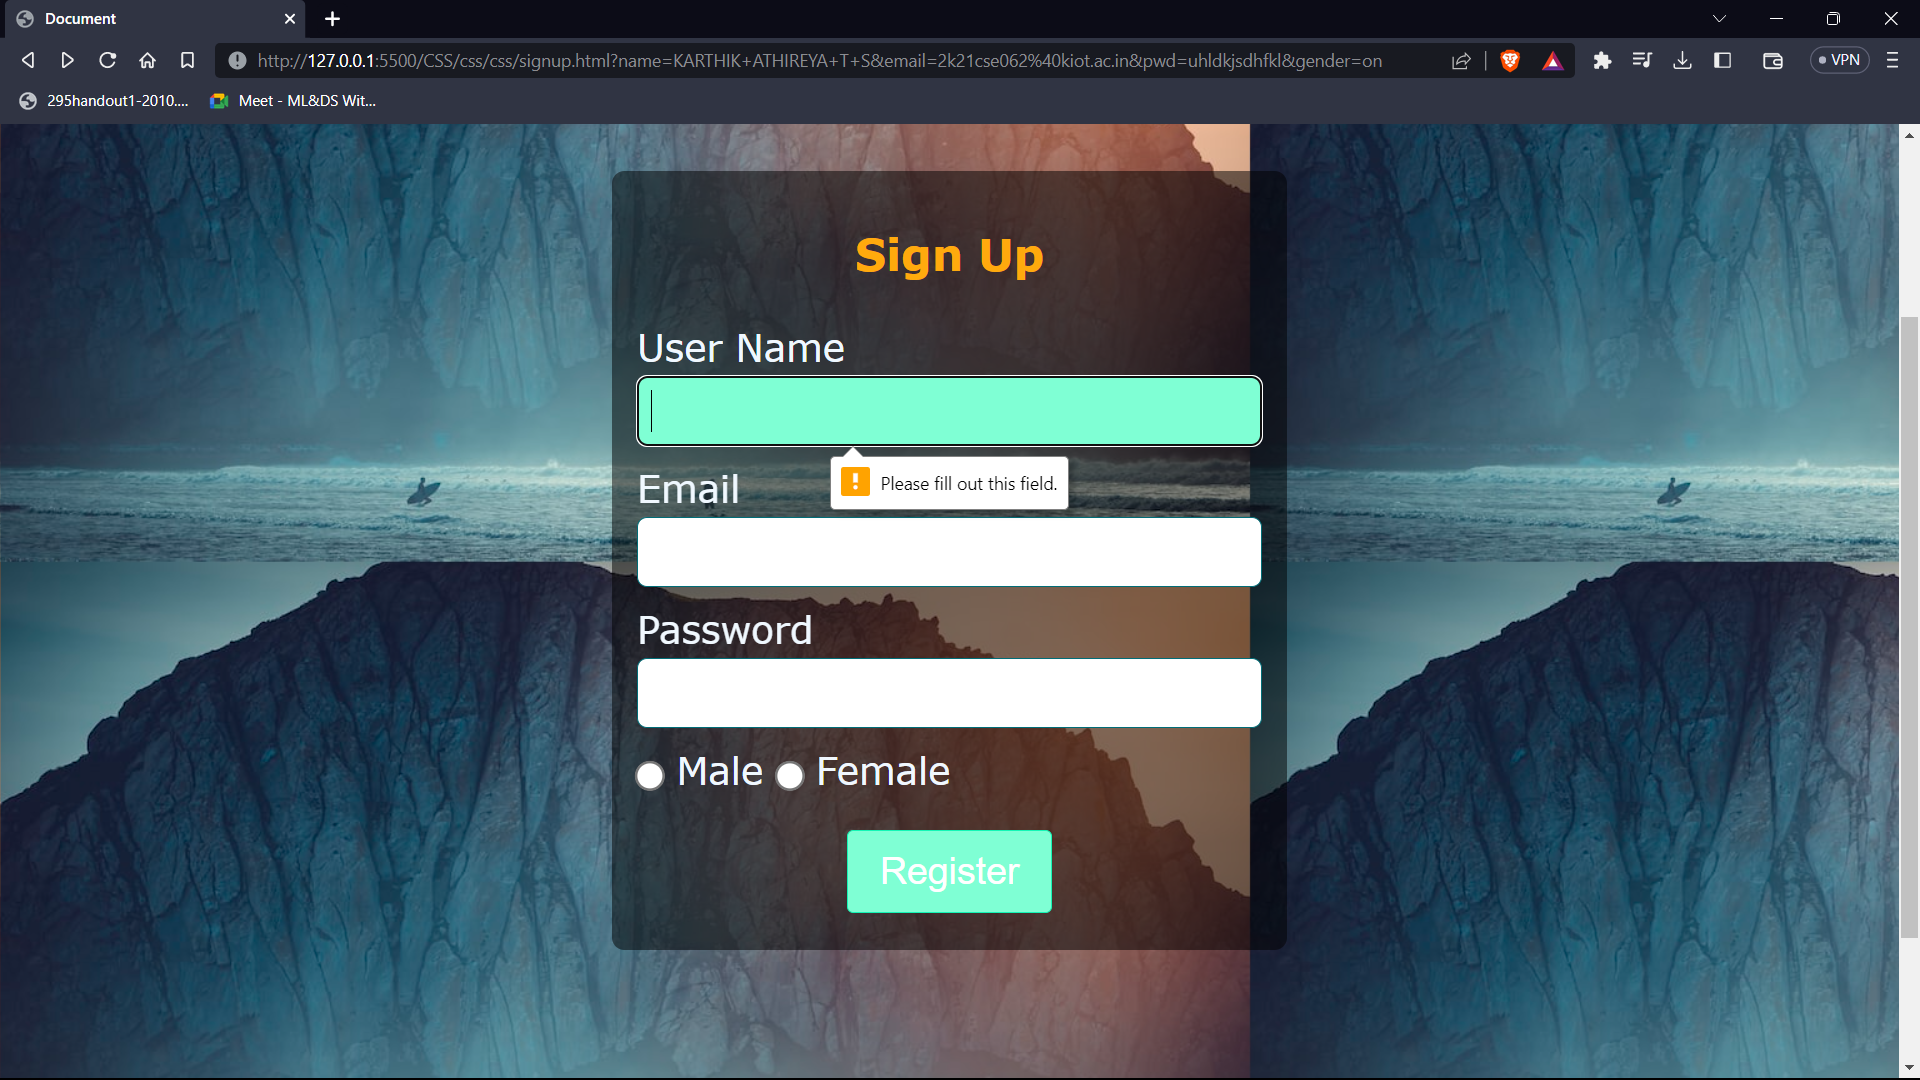 Document
http://127.0.0.1:5500/CSS/css/css/signup.html?name=KARTHIK+ATHIREYA+T+S&email=2k21cse062%40kiot.ac.in&pwd=uhldkjsdhfkl&gender=on
VPN
295handout1-2010....
Meet - ML&DS Wit...
Sign Up
User Name
Please fill out this field.
Email
Password
Male
Female
Register